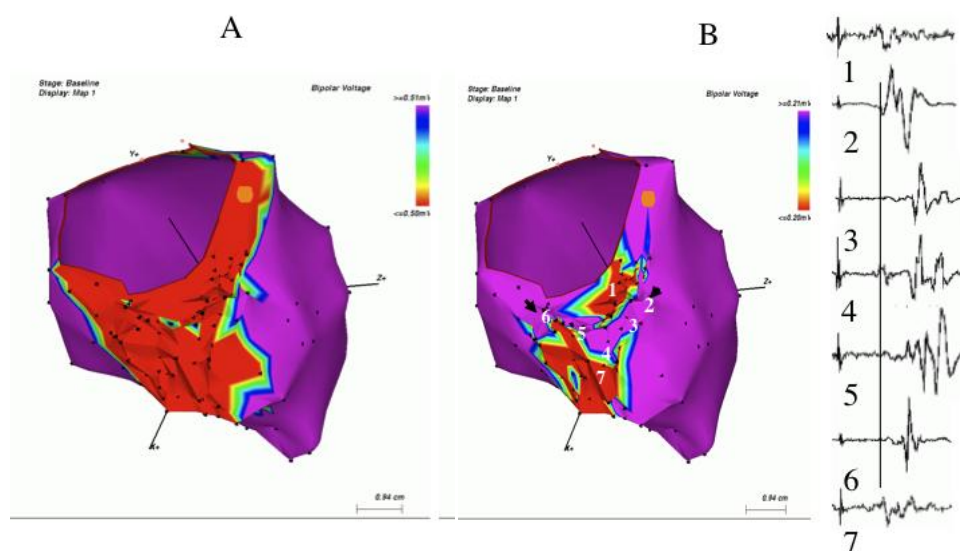 A
Stage: Baseline
Display: Map 1
Bipolar Voltage
>=0.51mV
<=0.50mV
Y+
Z+
X+
0.94 cm
B
Stage: Baseline
Display: Map 1
Bipolar Voltage
>=0.21m
<=0.20m
Y+
Z+
1
2
3
6
5
4
7
X+
0.94 cm
1
2
3
4
5
6
7